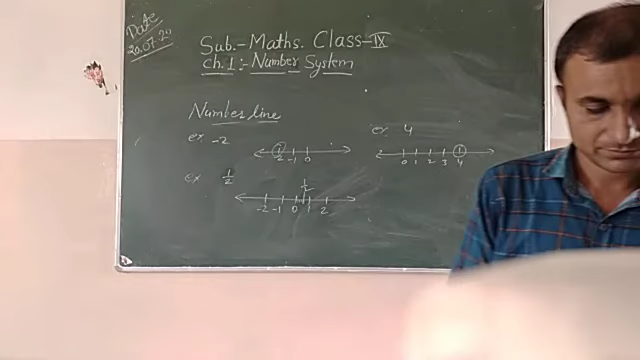 Date
20.07.20
Sub.- Maths. Class-IX
Ch.1:- Number System
Number line
ex -2
-2 -1 0
ex 4
0 1 2 3 4
ex 1/2
1/2
-2 -1 0 1 2